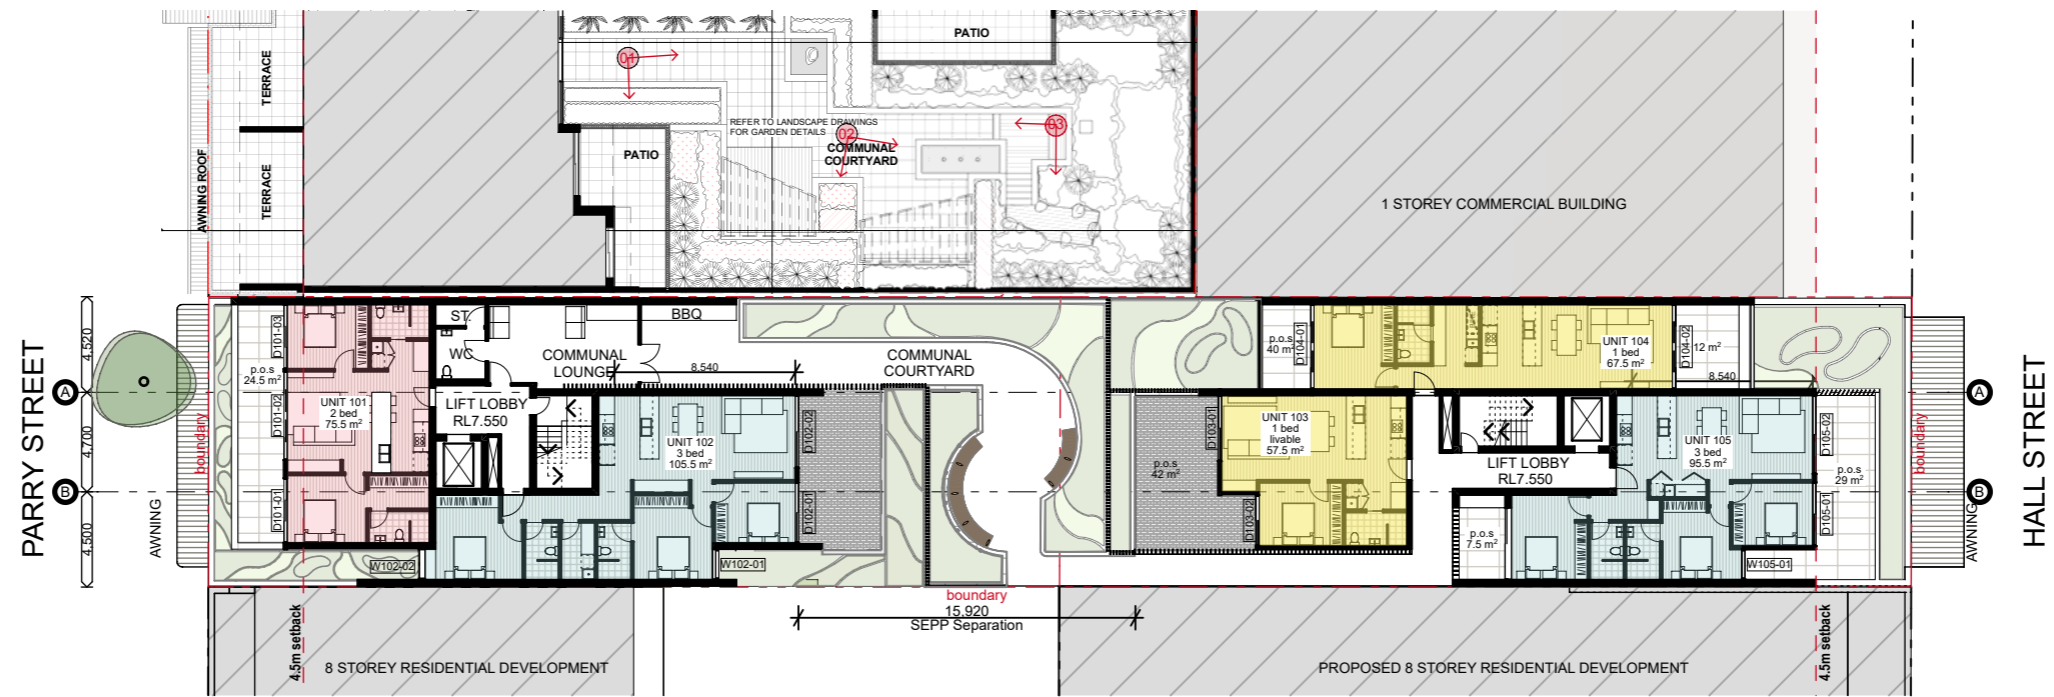 PATIO
01
TERRACE
REFER TO LANDSCAPE DRAWINGS
FOR GARDEN DETAILS
02
03
PATIO
COMMUNAL
COURTYARD
AWNING ROOF
TERRACE
1 STOREY COMMERCIAL BUILDING
4.520
4.700
4.500
PARRY STREET
A
B
AWNING
boundary
p.o.s
24.5 m²
D101-03
D101-02
D101-01
UNIT 101
2 bed
75.5 m²
ST.
WC
LIFT LOBBY
RL7.550
COMMUNAL
LOUNGE
BBQ
8.540
COMMUNAL
COURTYARD
UNIT 102
3 bed
105.5 m²
D102-02
D102-01
W102-02
W102-01
p.o.s
42 m²
D103-01
D103-02
UNIT 103
1 bed
livable
57.5 m²
p.o.s
40 m²
D104-01
UNIT 104
1 bed
67.5 m²
D104-02
12 m²
8.540
LIFT LOBBY
RL7.550
p.o.s
7.5 m²
UNIT 105
3 bed
95.5 m²
D105-02
D105-01
p.o.s
29 m²
W105-01
boundary
AWNING
A
B
HALL STREET
boundary
15,920
SEPP Separation
4.5m setback
8 STOREY RESIDENTIAL DEVELOPMENT
PROPOSED 8 STOREY RESIDENTIAL DEVELOPMENT
4.5m setback